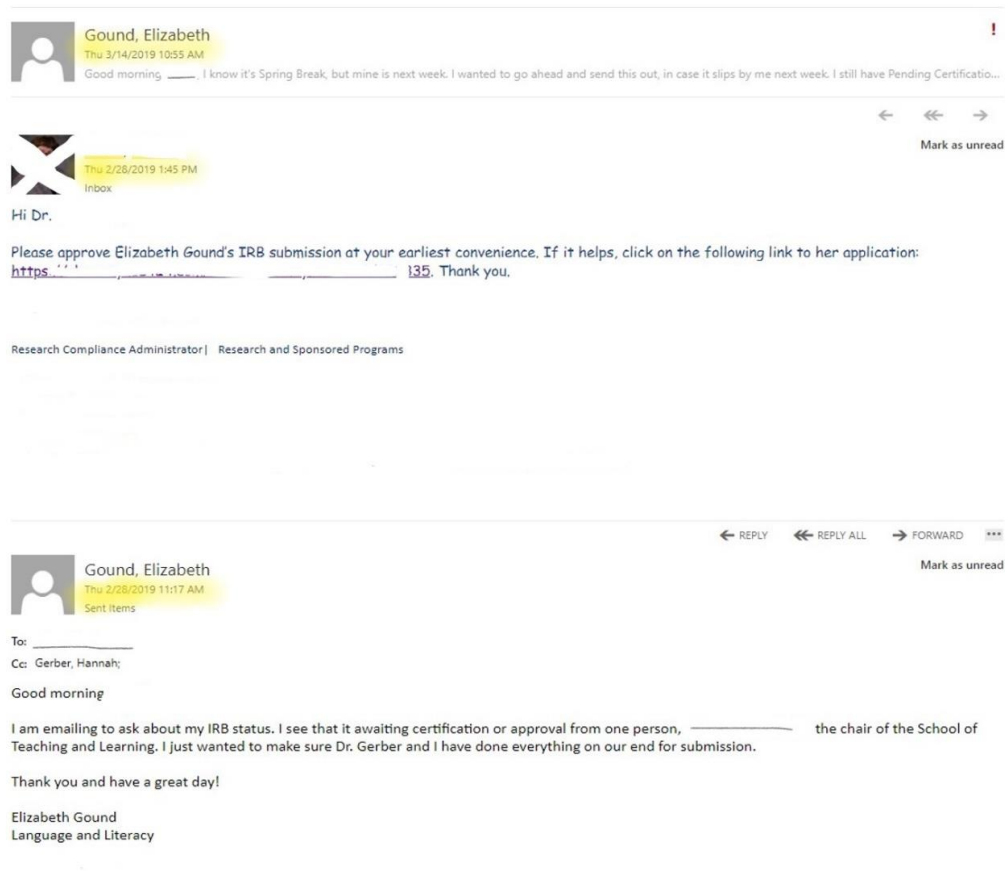 Gound, Elizabeth
!
Thu 3/14/2019 10:55 AM
Good morning ____, I know it's Spring Break, but mine is next week. I wanted to go ahead and send this out, in case it slips by me next week. I still have Pending Certificatio...
Mark as unread
Thu 2/28/2019 1:45 PM
Inbox
Hi Dr.
Please approve Elizabeth Gound's IRB submission at your earliest convenience. If it helps, click on the following link to her application:
https 335. Thank you.
Research Compliance Administrator| Research and Sponsored Programs
REPLY REPLY ALL FORWARD ...
Gound, Elizabeth
Mark as unread
Thu 2/28/2019 11:17 AM
Sent Items
To:
Cc: Gerber, Hannah;
Good morning
I am emailing to ask about my IRB status. I see that it awaiting certification or approval from one person, the chair of the School of
Teaching and Learning. I just wanted to make sure Dr. Gerber and I have done everything on our end for submission.
Thank you and have a great day!
Elizabeth Gound
Language and Literacy